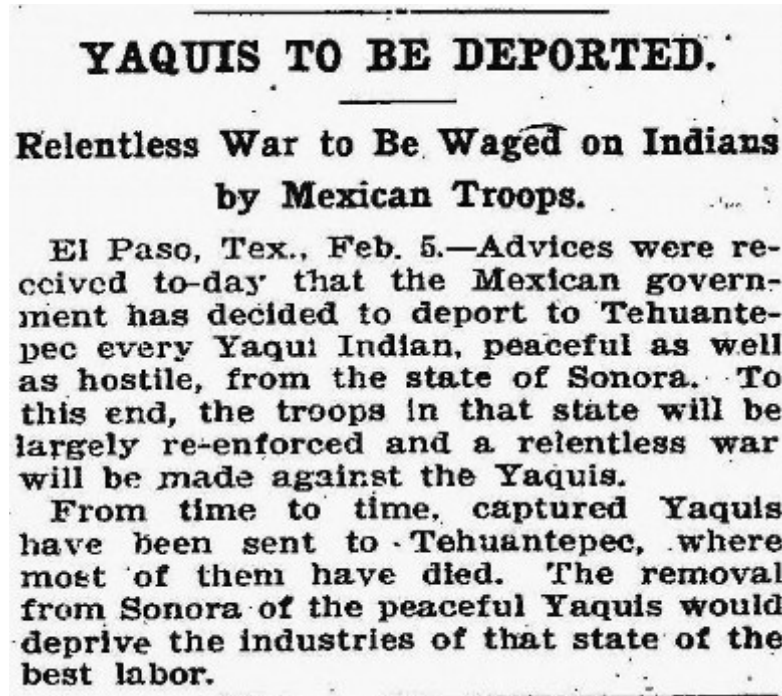 YAQUIS TO BE DEPORTED.
Relentless War to Be Waged on Indians
by Mexican Troops.
El Paso, Tex., Feb. 5.—Advices were re-
ceived to-day that the Mexican govern-
ment has decided to deport to Tehuante-
pec every Yaqui Indian, peaceful as well
as hostile, from the state of Sonora. To
this end, the troops in that state will be
largely re-enforced and a relentless war
will be made against the Yaquis.
From time to time, captured Yaquis
have been sent to Tehuantepec, where
most of them have died. The removal
from Sonora of the peaceful Yaquis would
deprive the industries of that state of the
best labor.